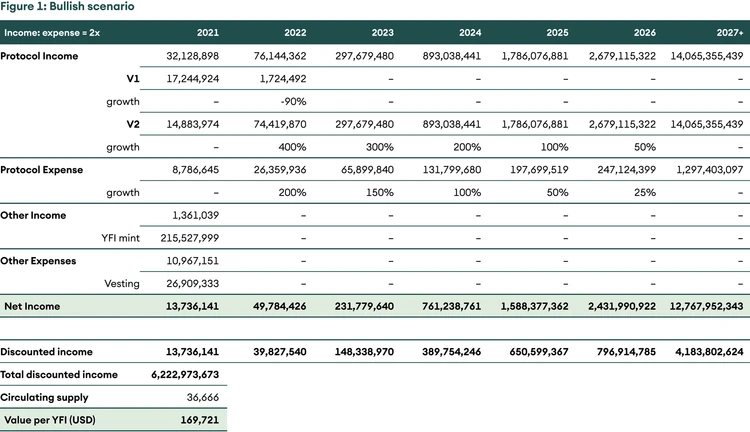 Figure 1: Bullish scenario
Income: expense = 2x 2021 2022 2023 2024 2025 2026 2027+
Protocol Income 32,128,898 76,144,362 297,679,480 893,038,441 1,786,076,881 2,679,115,322 14,065,355,439
V1 17,244,924 1,724,492 – – – – –
growth – -90% – – – – –
V2 14,883,974 74,419,870 297,679,480 893,038,441 1,786,076,881 2,679,115,322 14,065,355,439
growth – 400% 300% 200% 100% 50% –
Protocol Expense 8,786,645 26,359,936 65,899,840 131,799,680 197,699,519 247,124,399 1,297,403,097
growth – 200% 150% 100% 50% 25% –
Other Income 1,361,039 – – – – – –
YFI mint 215,527,999 – – – – – –
Other Expenses 10,967,151 – – – – – –
Vesting 26,909,333 – – – – – –
Net Income 13,736,141 49,784,426 231,779,640 761,238,761 1,588,377,362 2,431,990,922 12,767,952,343
Discounted income 13,736,141 39,827,540 148,338,970 389,754,246 650,599,367 796,914,785 4,183,802,624
Total discounted income 6,222,973,673
Circulating supply 36,666
Value per YFI (USD) 169,721